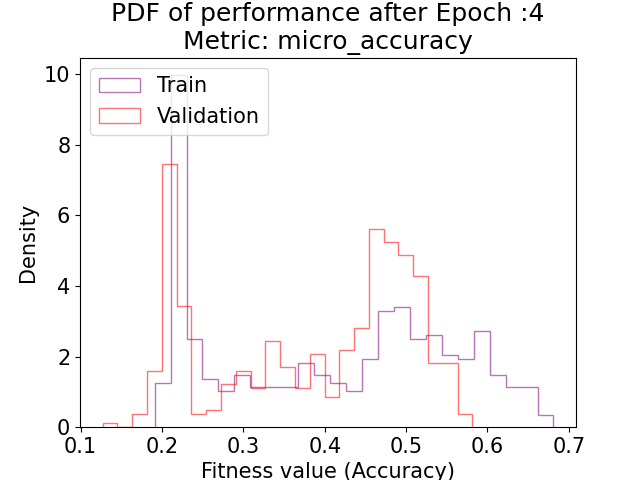 PDF of performance after Epoch :4
Metric: micro_accuracy
Train
Validation
Density
10
8
6
4
2
0
0.1 0.2 0.3 0.4 0.5 0.6 0.7
Fitness value (Accuracy)